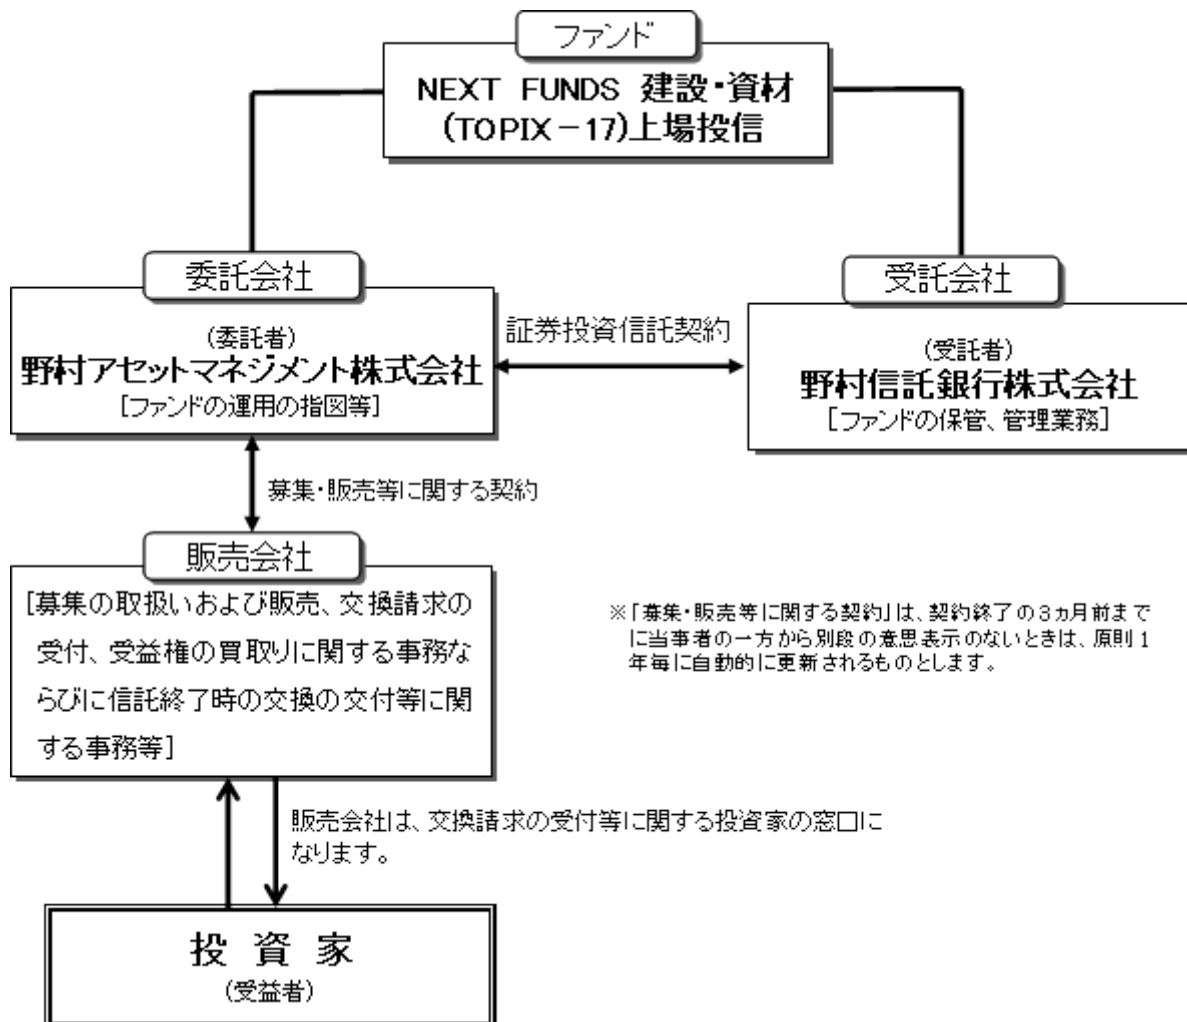 ファンド
NEXT FUNDS 建設・資材
(TOPIX－17)上場投信
委託会社
(委託者)
野村アセットマネジメント株式会社
[ファンドの運用の指図等]
証券投資信託契約
受託会社
(受託者)
野村信託銀行株式会社
[ファンドの保管、管理業務]
募集・販売等に関する契約
販売会社
[募集の取扱いおよび販売、交換請求の
受付、受益権の買取りに関する事務な
らびに信託終了時の交換の交付等に関
する事務等]
※「募集・販売等に関する契約」は、契約終了の3ヵ月前まで
に当事者の一方から別段の意思表示のないときは、原則1
年毎に自動的に更新されるものとします。
販売会社は、交換請求の受付等に関する投資家の窓口に
なります。
投 資 家
(受益者)